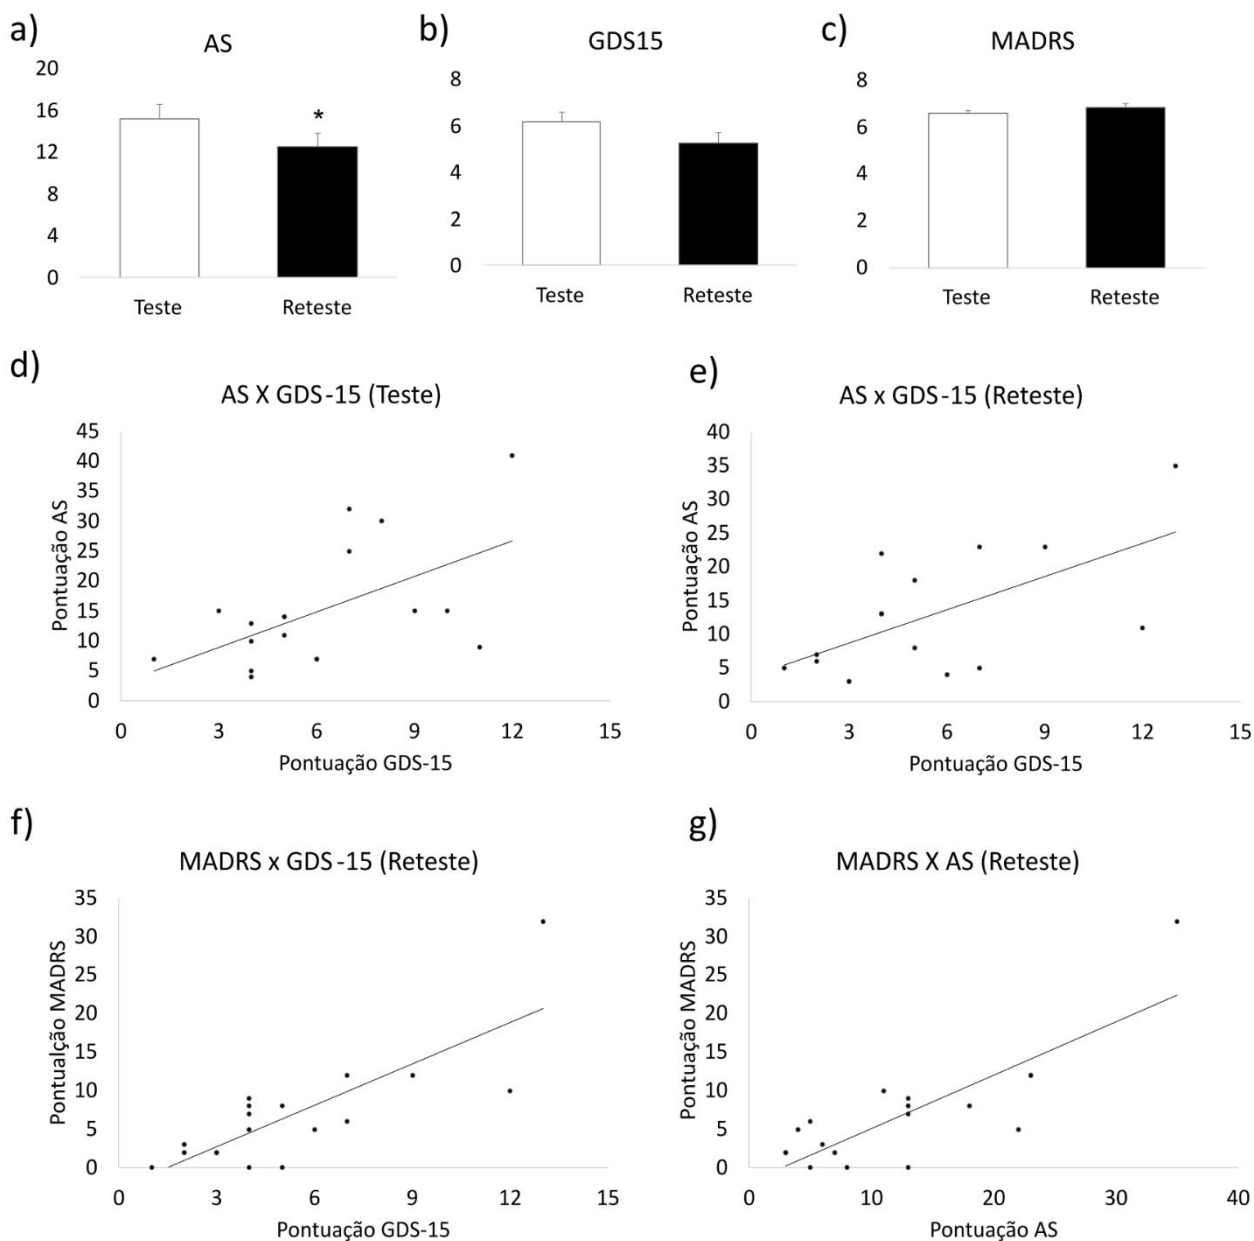 a)
AS
20
16
12
8
4
0
*
Teste
Reteste
b)
GDS15
8
6
4
2
0
Teste
Reteste
c)
MADRS
8
6
4
2
0
Teste
Reteste
d)
AS X GDS-15 (Teste)
Pontuação AS
45
40
35
30
25
20
15
10
5
0
0 3 6 9 12 15
Pontuação GDS-15
e)
AS x GDS-15 (Reteste)
Pontuação AS
40
35
30
25
20
15
10
5
0
0 3 6 9 12 15
Pontuação GDS-15
f)
MADRS x GDS-15 (Reteste)
Pontualção MADRS
35
30
25
20
15
10
5
0
0 3 6 9 12 15
Pontuação GDS-15
g)
MADRS X AS (Reteste)
Pontuação MADRS
35
30
25
20
15
10
5
0
0 10 20 30 40
Pontuação AS